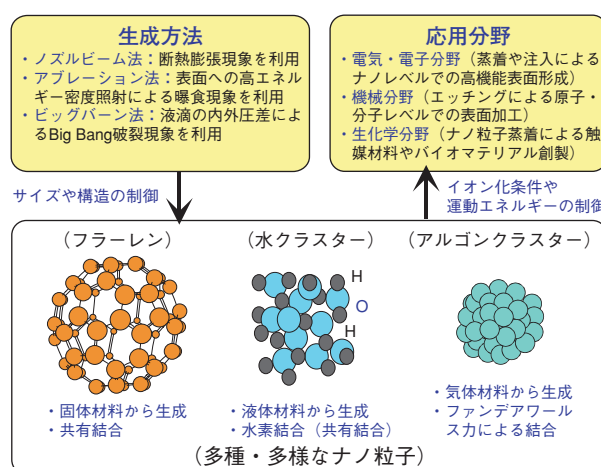 生成方法
・ノズルビーム法：断熱膨張現象を利用
・アブレーション法：表面への高エネル
ギー密度照射による曝食現象を利用
・ビッグバーン法：液滴の内外圧差によ
るBig Bang破裂現象を利用
応用分野
・電気・電子分野（蒸着や注入による
ナノレベルでの高機能表面形成）
・機械分野（エッチングによる原子・
分子レベルでの表面加工）
・生化学分野（ナノ粒子蒸着による触
媒材料やバイオマテリアル創製）
サイズや構造の制御
イオン化条件や
運動エネルギーの制御
（フラーレン）
（水クラスター）
（アルゴンクラスター）
H
O
H
・固体材料から生成
・共有結合
・液体材料から生成
・水素結合（共有結合）
・気体材料から生成
・ファンデアワール
ス力による結合
（多種・多様なナノ粒子）